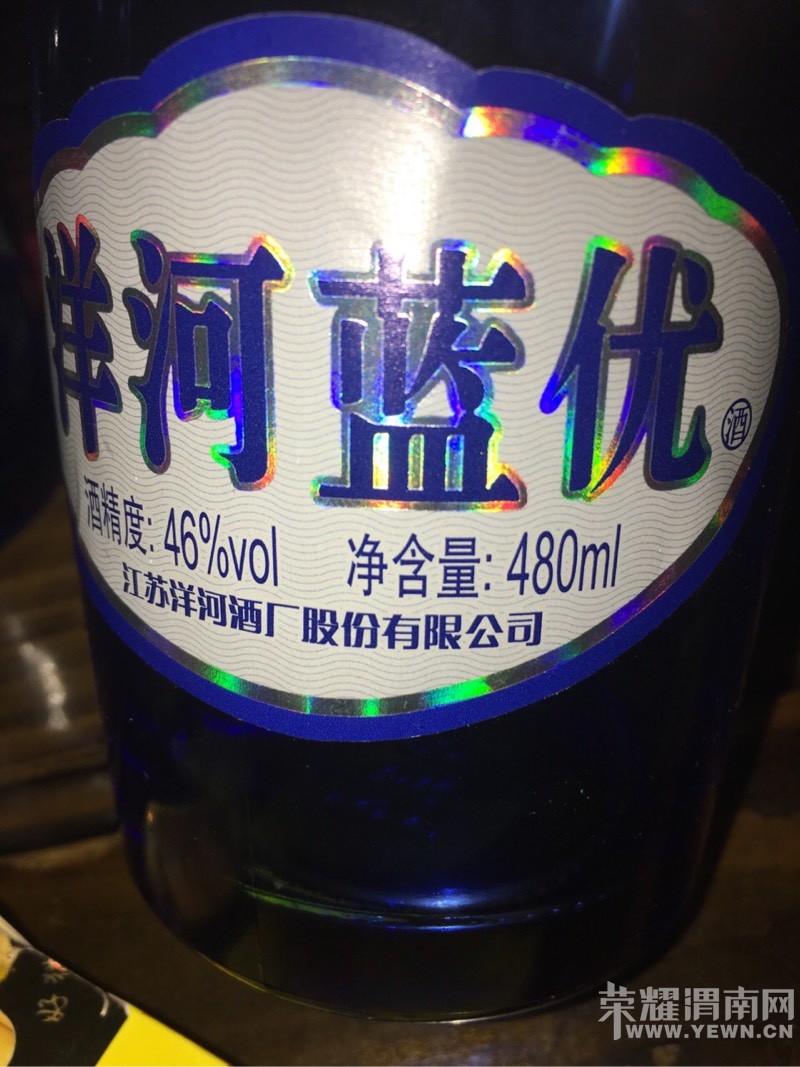 洋河蓝优
酒
酒精度: 46%vol 净含量: 480ml
江苏洋河酒厂股份有限公司
荣耀渭南网
WWW.YEWN.CN